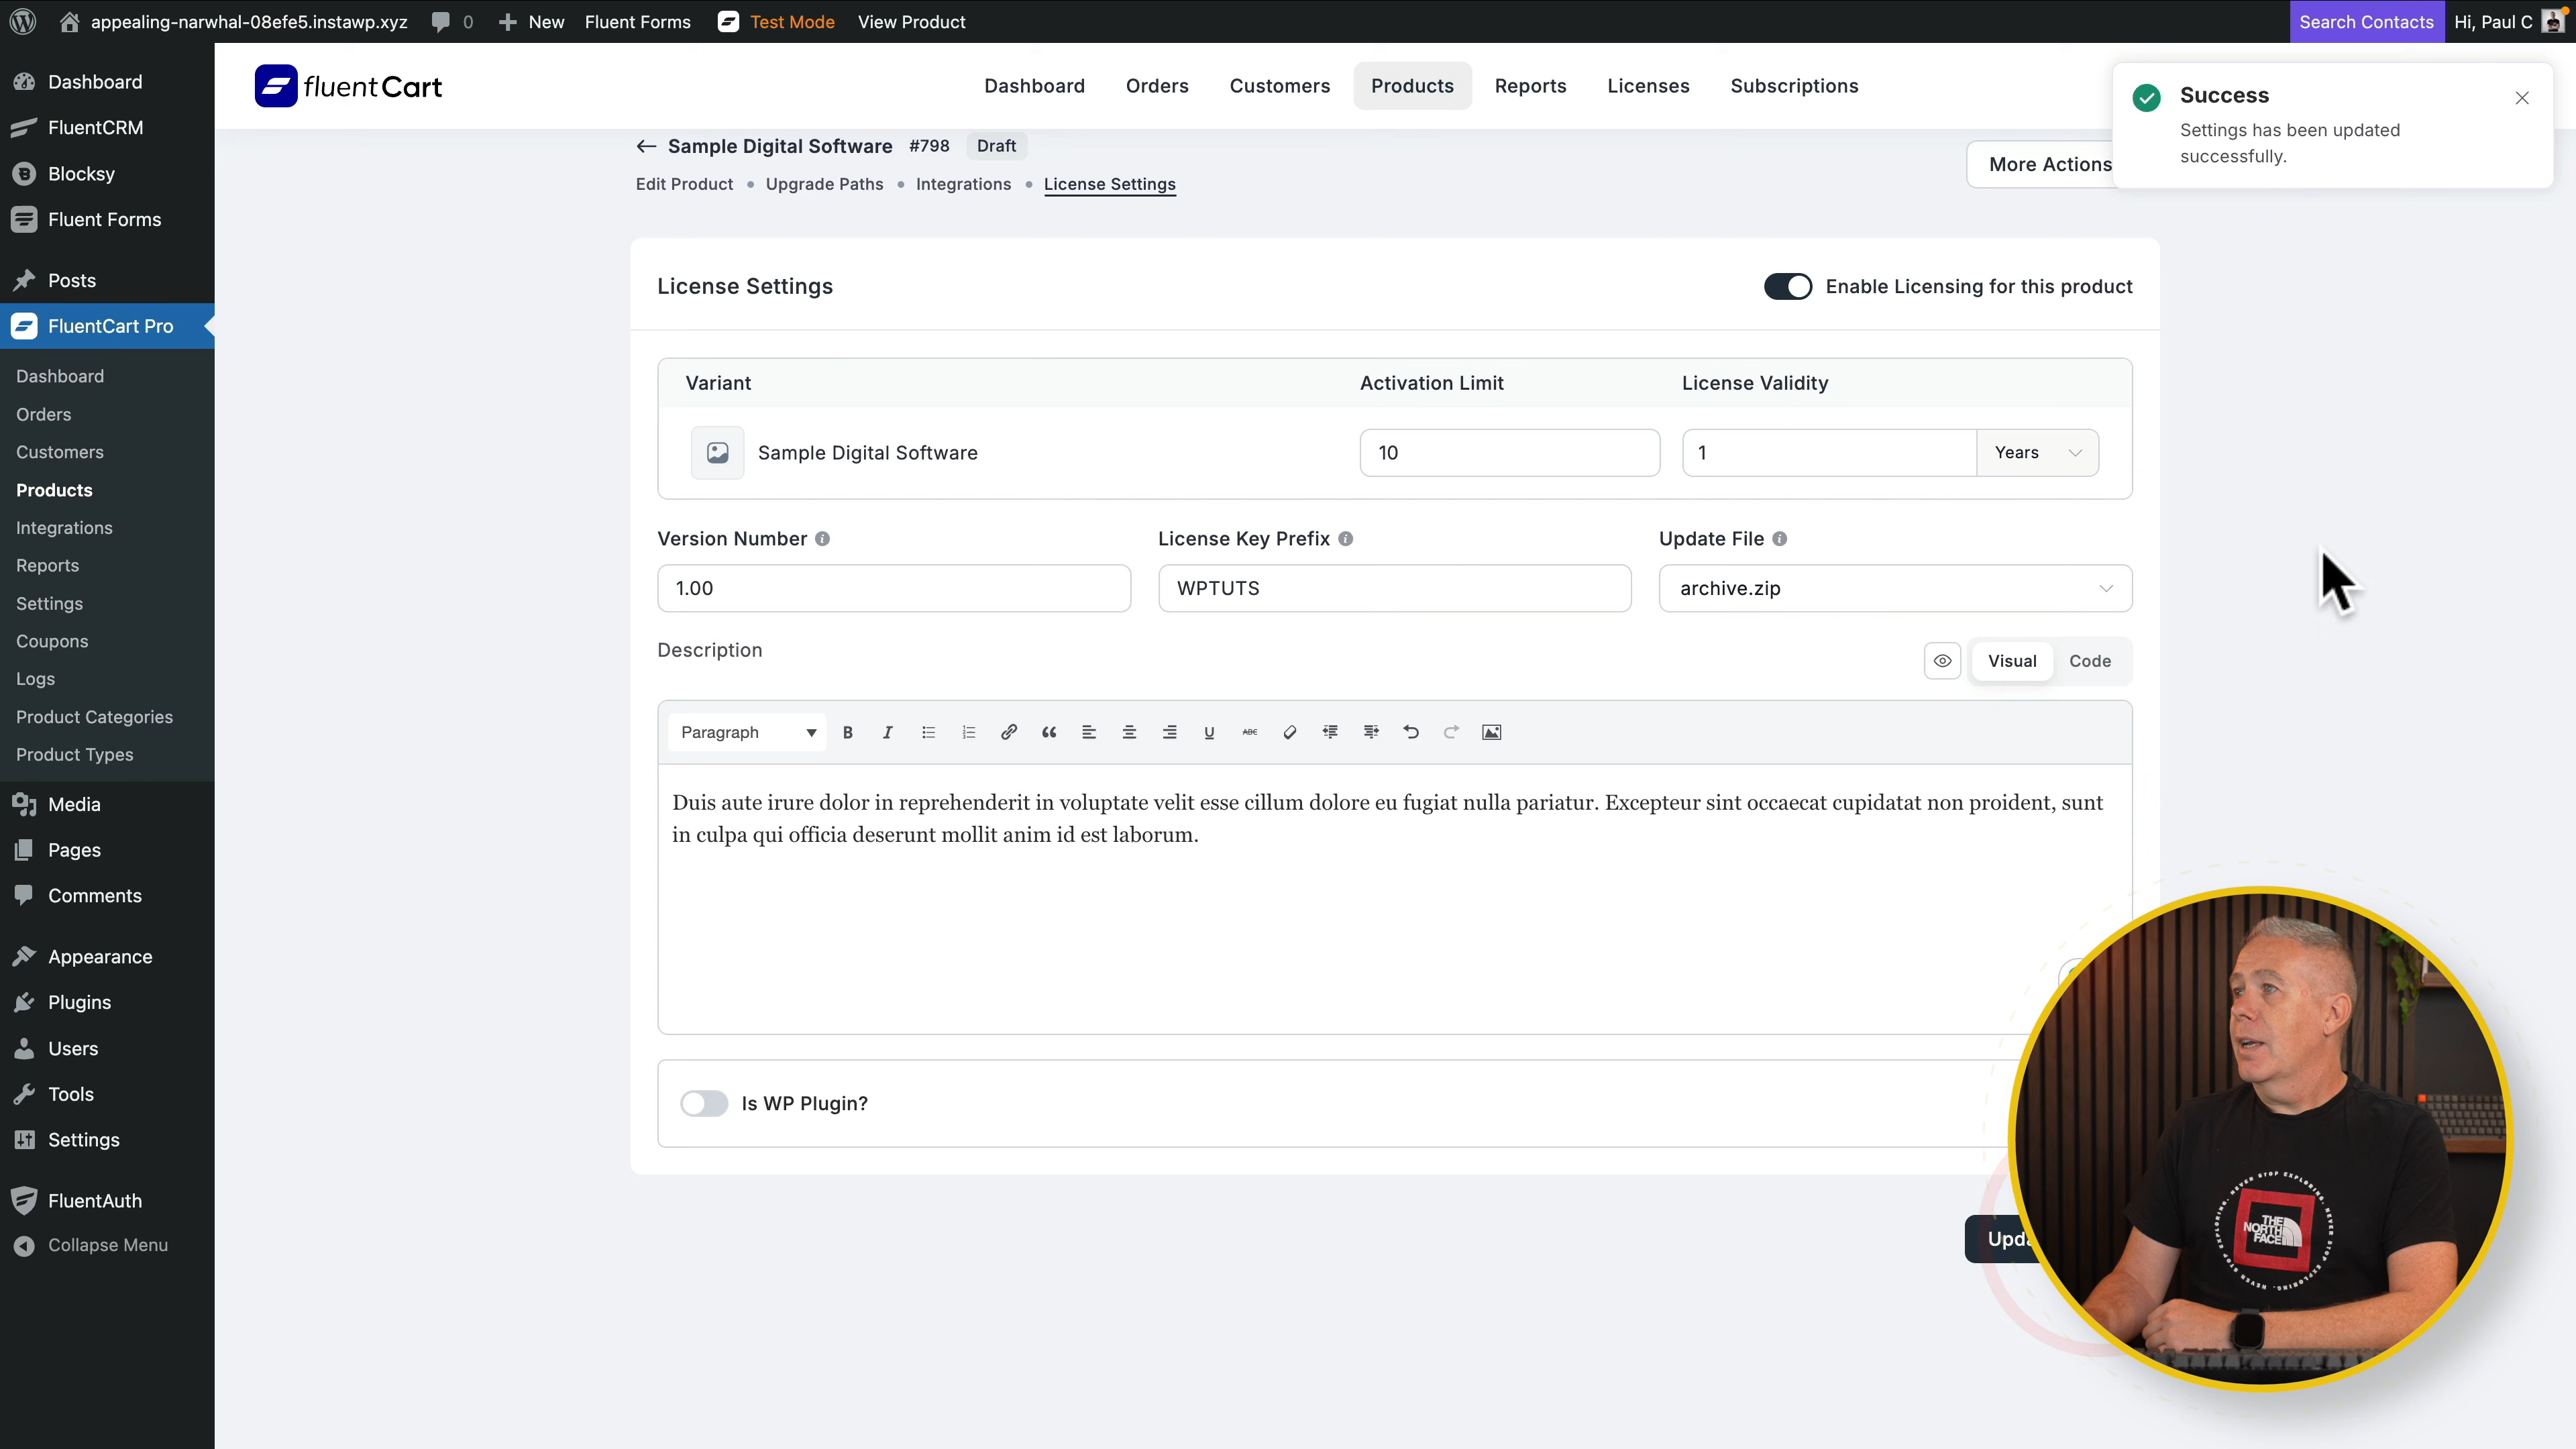 appealing-narwhal-08efe5.instawp.xyz 0 New Fluent Forms Test Mode View Product Search Contacts Hi, Paul C
Dashboard
FluentCRM
Blocksy
Fluent Forms
Posts
FluentCart Pro
Dashboard
Orders
Customers
Products
Integrations
Reports
Settings
Coupons
Logs
Product Categories
Product Types
Media
Pages
Comments
Appearance
Plugins
Users
Tools
Settings
FluentAuth
Collapse Menu
fluentCart
Dashboard Orders Customers Products Reports Licenses Subscriptions
Success
Settings has been updated
successfully.
Sample Digital Software #798 Draft
More Actions
Edit Product • Upgrade Paths • Integrations • License Settings
License Settings Enable Licensing for this product
Variant Activation Limit License Validity
Sample Digital Software 10 1 Years
Version Number License Key Prefix Update File
1.00 WPTUTS archive.zip
Description Visual Code
Paragraph B I U ABC
Duis aute irure dolor in reprehenderit in voluptate velit esse cillum dolore eu fugiat nulla pariatur. Excepteur sint occaecat cupidatat non proident, sunt
in culpa qui officia deserunt mollit anim id est laborum.
Is WP Plugin?
THE
NORTH
FACE
NEVER STOP EXPLORING